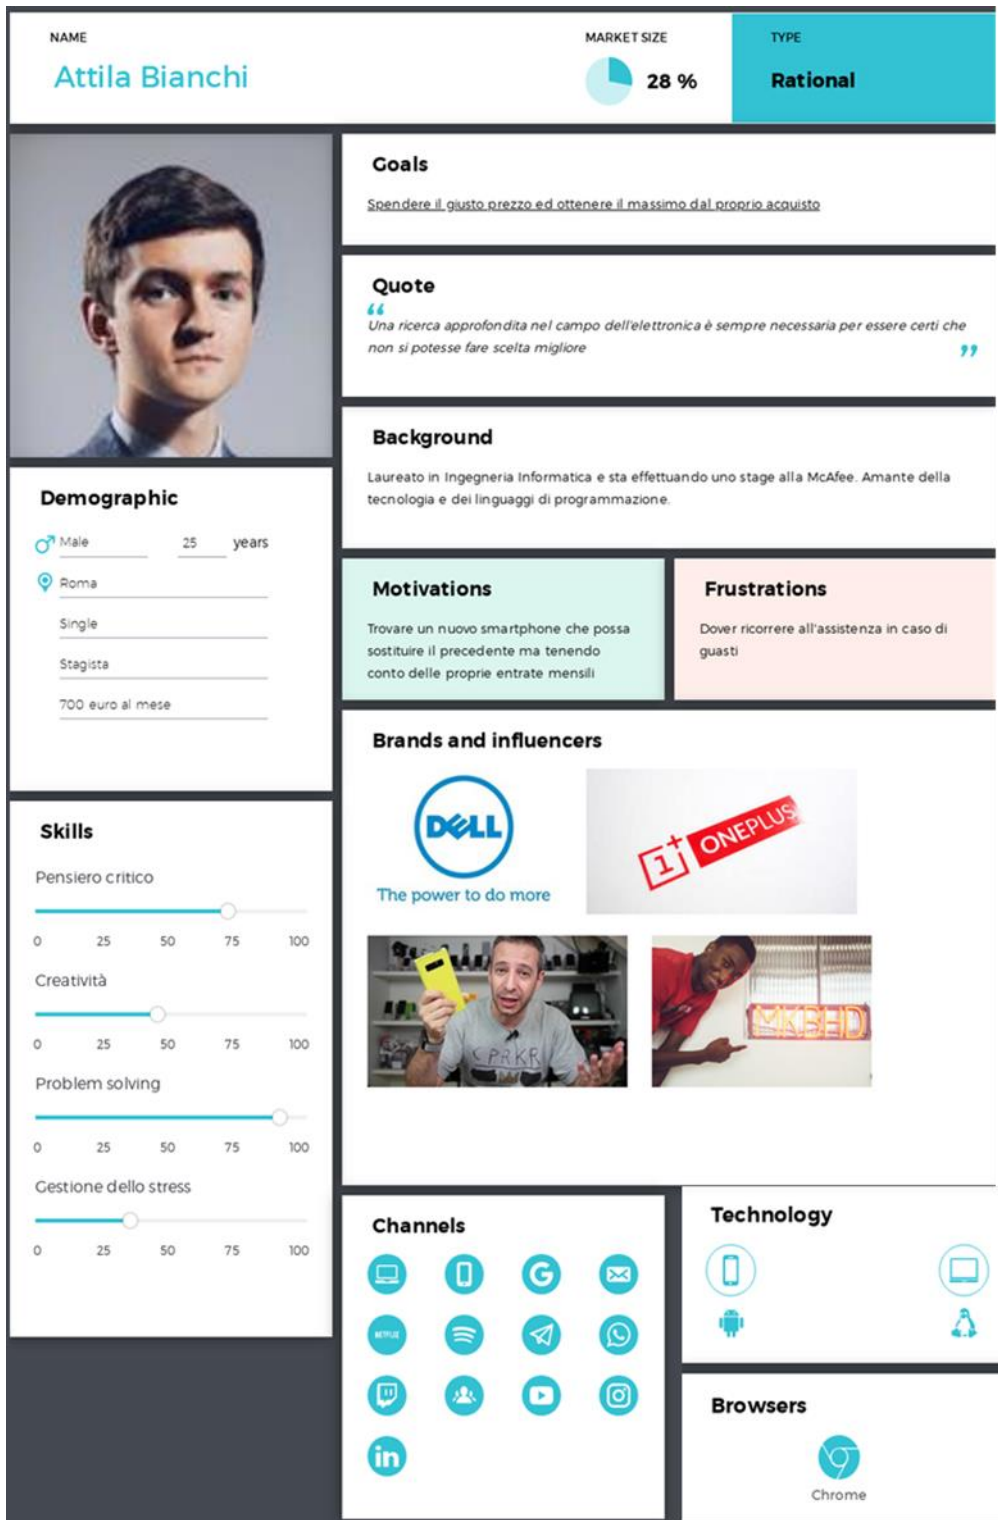 NAME
Attila Bianchi
MARKET SIZE
28 %
TYPE
Rational
Goals
Spendere il giusto prezzo ed ottenere il massimo dal proprio acquisto
Quote
“
Una ricerca approfondita nel campo dell'elettronica è sempre necessaria per essere certi che
non si potesse fare scelta migliore
”
Background
Laureato in Ingegneria Informatica e sta effettuando uno stage alla McAfee. Amante della
tecnologia e dei linguaggi di programmazione.
Demographic
Male 25 years
Roma
Single
Stagista
700 euro al mese
Motivations
Trovare un nuovo smartphone che possa
sostituire il precedente ma tenendo
conto delle proprie entrate mensili
Frustrations
Dover ricorrere all'assistenza in caso di
guasti
Skills
Pensiero critico
0 25 50 75 100
Creatività
0 25 50 75 100
Problem solving
0 25 50 75 100
Gestione dello stress
0 25 50 75 100
Brands and influencers
DELL
The power to do more
1+ ONEPLUS
CPRKR
MKBHD
Channels
G
NETFLIX
in
Technology
Browsers
Chrome